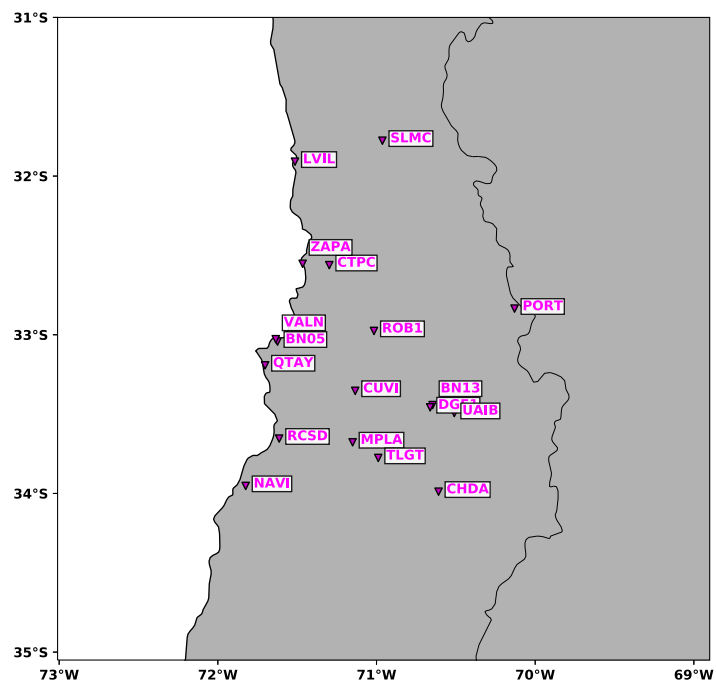 31°S
SLMC
LVIL
32°S
ZAPA
CTPC
PORT
VALN
ROB1
33°S
BN05
QTAY
CUVI
BN13
UAIB
RCSD
MPLA
TLGT
NAVI
CHDA
34°S
35°S
73°W
72°W
71°W
70°W
69°W